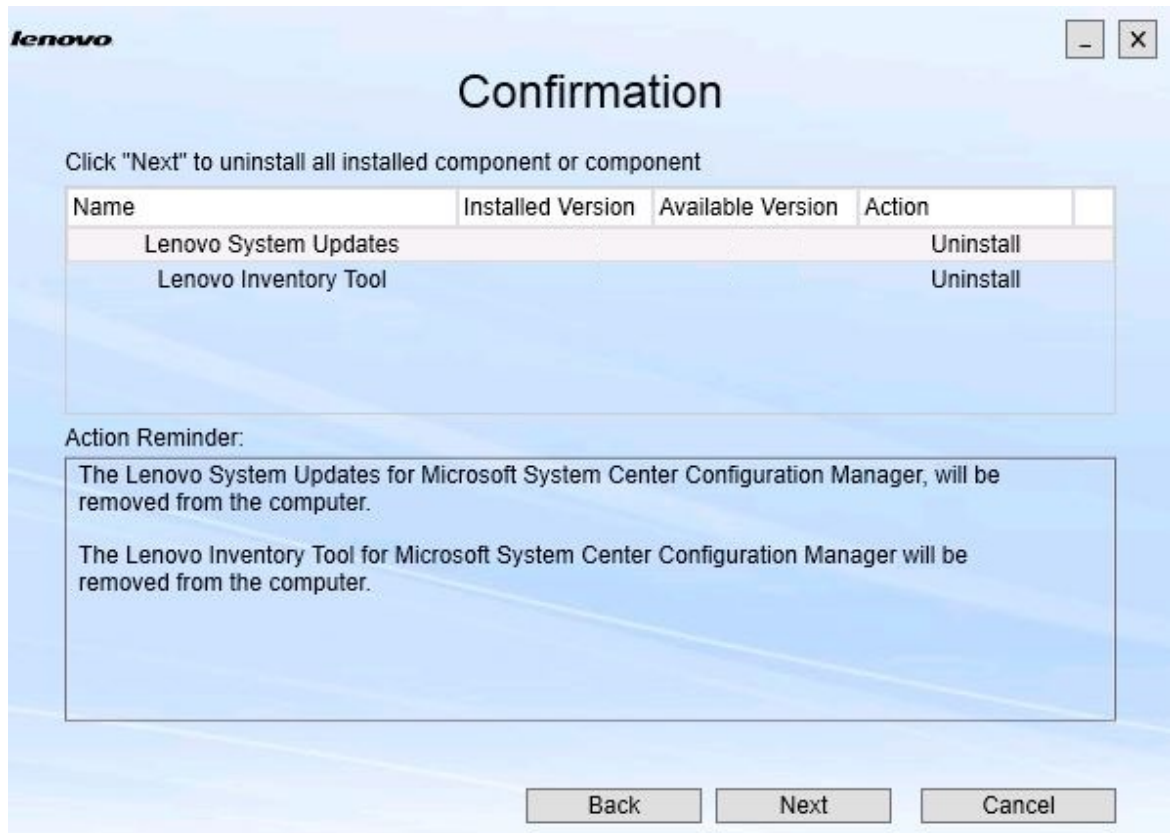 lenovo
Confirmation
Click "Next" to uninstall all installed component or component
Name Installed Version Available Version Action
Lenovo System Updates Uninstall
Lenovo Inventory Tool Uninstall
Action Reminder:
The Lenovo System Updates for Microsoft System Center Configuration Manager, will be
removed from the computer.
The Lenovo Inventory Tool for Microsoft System Center Configuration Manager will be
removed from the computer.
Back Next Cancel